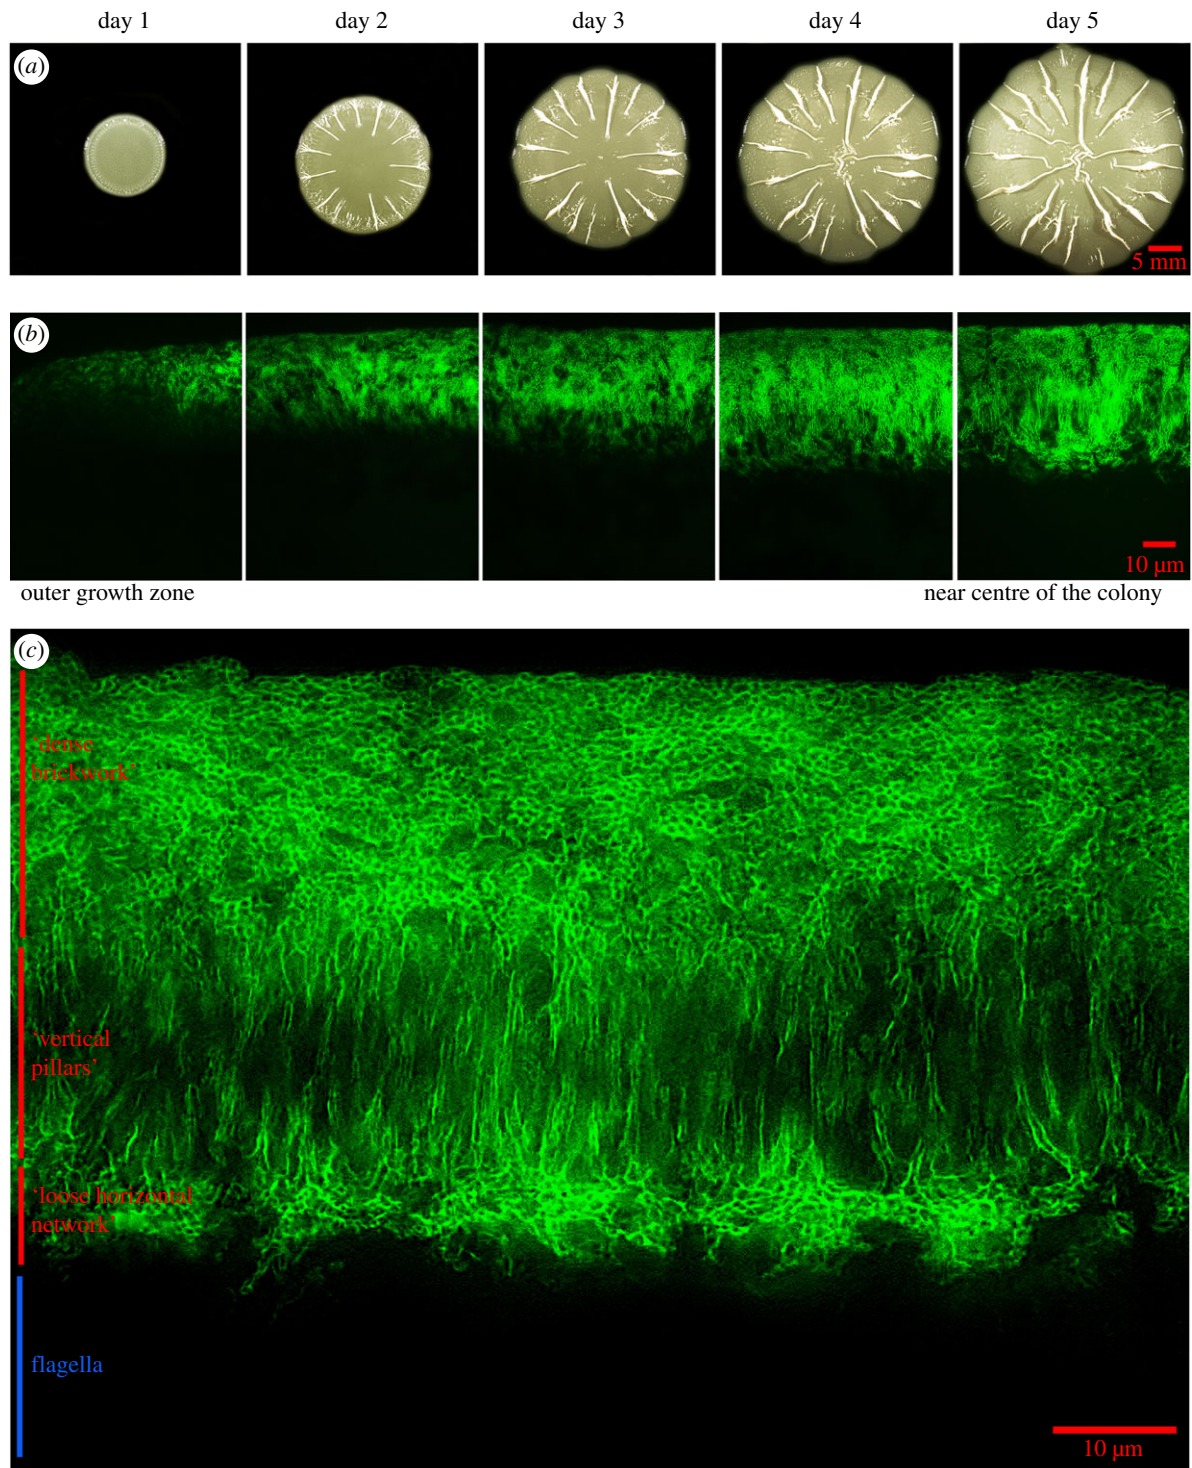 day 1 day 2 day 3 day 4 day 5
(a)
5 mm
(b)
10 µm
outer growth zone near centre of the colony
(c)
‘dense
brickwork’
‘vertical
pillars’
‘loose horizontal
network’
flagella
10 µm